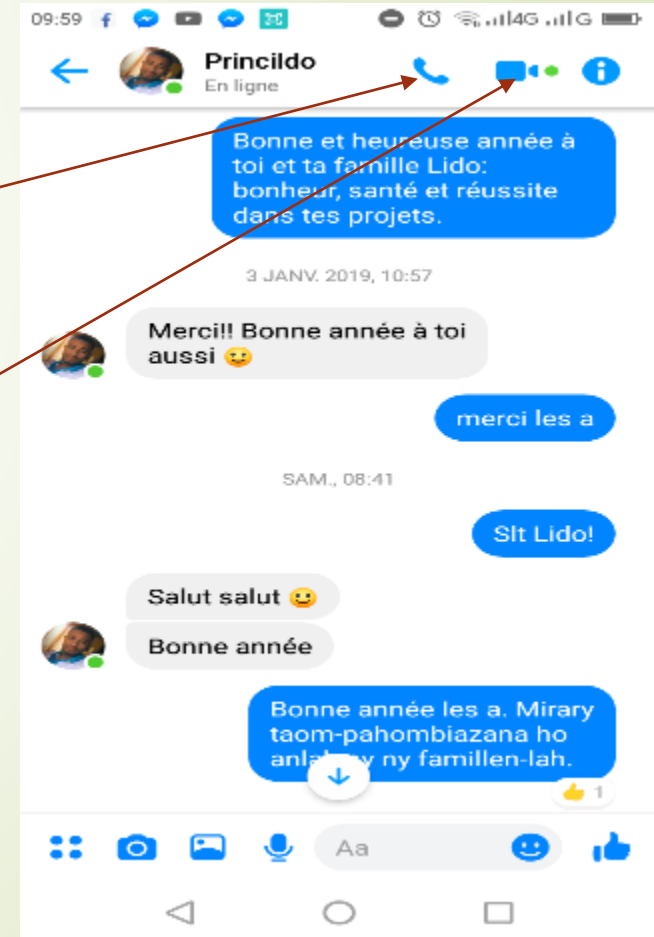 09:59 4G G
Princildo
En ligne
Bonne et heureuse année à
toi et ta famille Lido:
bonheur, santé et réussite
dans tes projets.
3 JANV. 2019, 10:57
Merci!! Bonne année à toi
aussi
merci les a
SAM., 08:41
Slt Lido!
Salut salut
Bonne année
Bonne année les a. Mirary
taom-pahombiazana ho
ny famillen-lah.
1
Aa